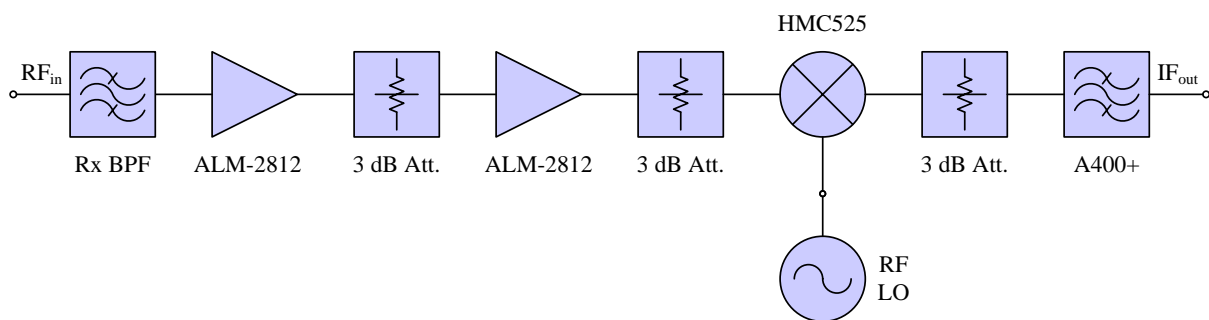 HMC525
RFin
IFout
Rx BPF
ALM-2812
3 dB Att.
ALM-2812
3 dB Att.
3 dB Att.
A400+
RF
LO